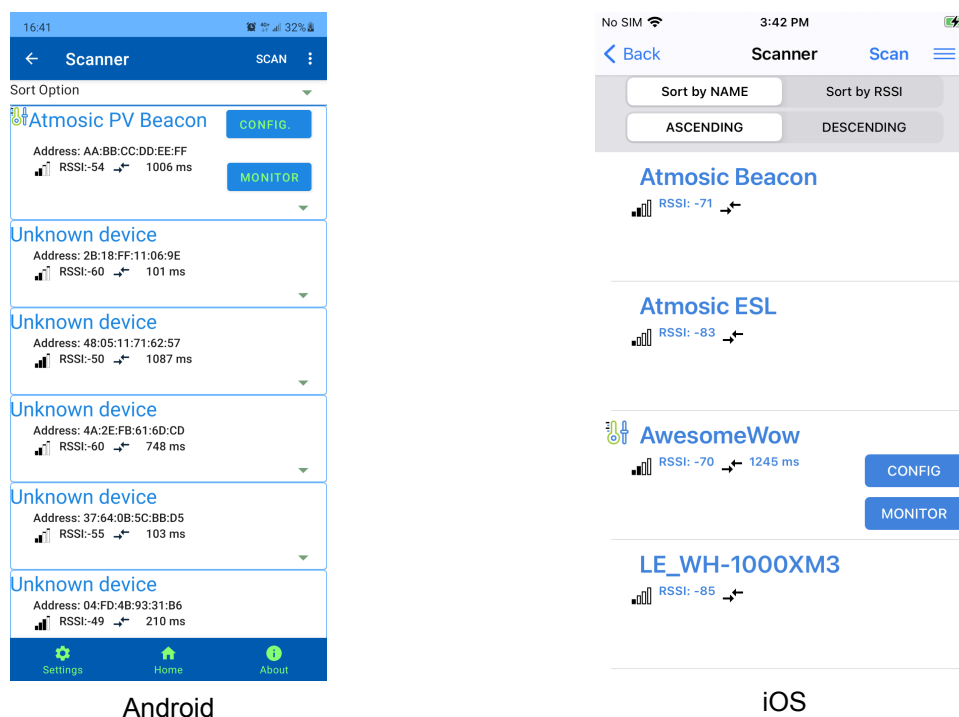 16:41
4G+ 32%
Scanner
SCAN
Sort Option
Atmosic PV Beacon
CONFIG.
Address: AA:BB:CC:DD:EE:FF
RSSI:-54 1006 ms
MONITOR
Unknown device
Address: 2B:18:FF:11:06:9E
RSSI:-60 101 ms
Unknown device
Address: 48:05:11:71:62:57
RSSI:-50 1087 ms
Unknown device
Address: 4A:2E:FB:61:6D:CD
RSSI:-60 748 ms
Unknown device
Address: 37:64:0B:5C:BB:D5
RSSI:-55 103 ms
Unknown device
Address: 04:FD:4B:93:31:B6
RSSI:-49 210 ms
Settings
Home
About
Android
No SIM
3:42 PM
Back
Scanner
Scan
Sort by NAME
Sort by RSSI
ASCENDING
DESCENDING
Atmosic Beacon
RSSI: -71
Atmosic ESL
RSSI: -83
AwesomeWow
RSSI: -70 1245 ms
CONFIG
MONITOR
LE_WH-1000XM3
RSSI: -85
iOS